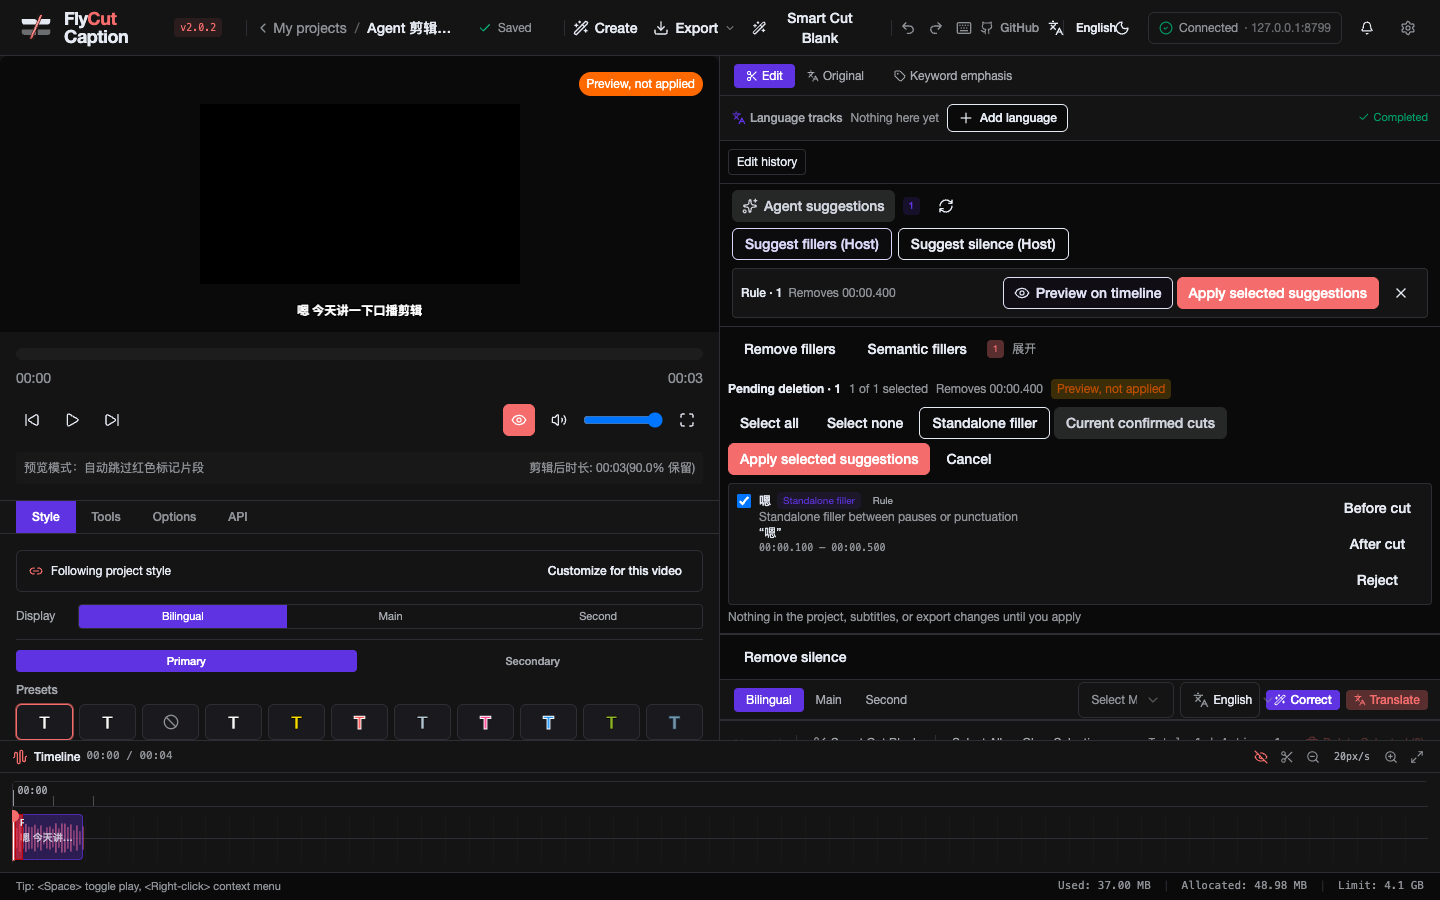 FlyCut Caption
v2.0.2
My projects / Agent 剪辑...
Saved
Create
Export
Smart Cut Blank
GitHub
English
Connected · 127.0.0.1:8799
Preview, not applied
嗯 今天讲一下口播剪辑
00:00
00:03
预览模式：自动跳过红色标记片段
剪辑后时长: 00:03(90.0% 保留)
Style
Tools
Options
API
Following project style
Customize for this video
Display
Bilingual
Main
Second
Primary
Secondary
Presets
T T T T T T T T T T
Edit
Original
Keyword emphasis
Language tracks
Nothing here yet
Add language
Completed
Edit history
Agent suggestions
1
Suggest fillers (Host)
Suggest silence (Host)
Rule · 1 Removes 00:00.400
Preview on timeline
Apply selected suggestions
Remove fillers
Semantic fillers
1
展开
Pending deletion · 1
1 of 1 selected
Removes 00:00.400
Preview, not applied
Select all
Select none
Standalone filler
Current confirmed cuts
Apply selected suggestions
Cancel
嗯 Standalone filler Rule
Standalone filler between pauses or punctuation
“嗯”
00:00.100 – 00:00.500
Before cut
After cut
Reject
Nothing in the project, subtitles, or export changes until you apply
Remove silence
Bilingual
Main
Second
Select M
English
Correct
Translate
Timeline 00:00 / 00:04
20px/s
00:00
嗯 今天讲...
Tip: <Space> toggle play, <Right-click> context menu
Used: 37.00 MB
Allocated: 48.98 MB
Limit: 4.1 GB